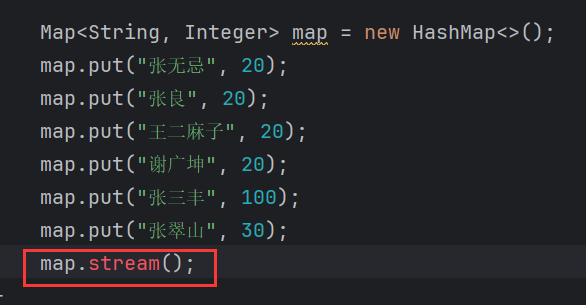 Map<String, Integer> map = new HashMap<>();
map.put("张无忌", 20);
map.put("张良", 20);
map.put("王二麻子", 20);
map.put("谢广坤", 20);
map.put("张三丰", 100);
map.put("张翠山", 30);
map.stream();